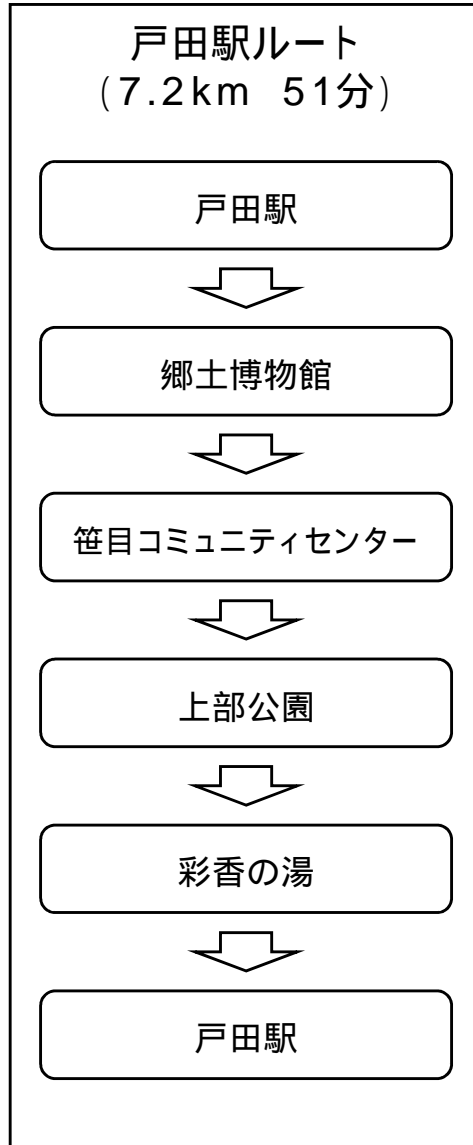 戸田駅ルート
(7.2km 51分)
戸田駅
郷土博物館
笹目コミュニティセンター
上部公園
彩香の湯
戸田駅